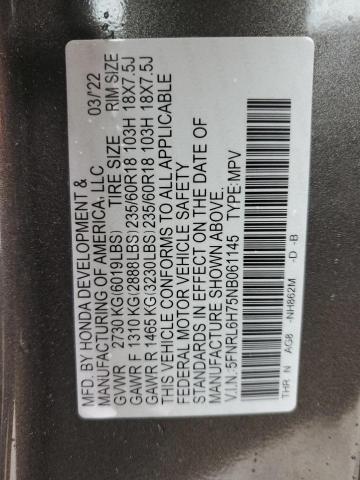 MFD. BY HONDA DEVELOPMENT &
MANUFACTURING OF AMERICA, LLC 03/22
GVWR 2730 KG(6019LBS) TIRE SIZE RIM SIZE
GAWR F 1310 KG(2888LBS) 235/60R18 103H 18X7.5J
GAWR R 1465 KG(3230LBS) 235/60R18 103H 18X7.5J
THIS VEHICLE CONFORMS TO ALL APPLICABLE
FEDERAL MOTOR VEHICLE SAFETY
STANDARDS IN EFFECT ON THE DATE OF
MANUFACTURE SHOWN ABOVE.
V.I.N.:5FNRL6H75NB061145 TYPE:MPV
THR N AG8 -NH862M -D -B